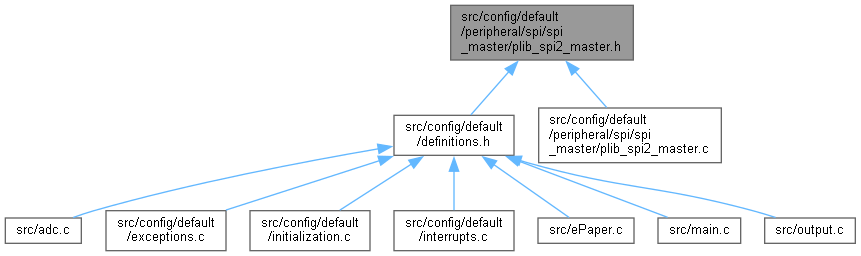 src/config/default
/peripheral/spi/spi
_master/plib_spi2_master.h
src/config/default
/definitions.h
src/config/default
/peripheral/spi/spi
_master/plib_spi2_master.c
src/adc.c
src/config/default
/exceptions.c
src/config/default
/initialization.c
src/config/default
/interrupts.c
src/ePaper.c
src/main.c
src/output.c